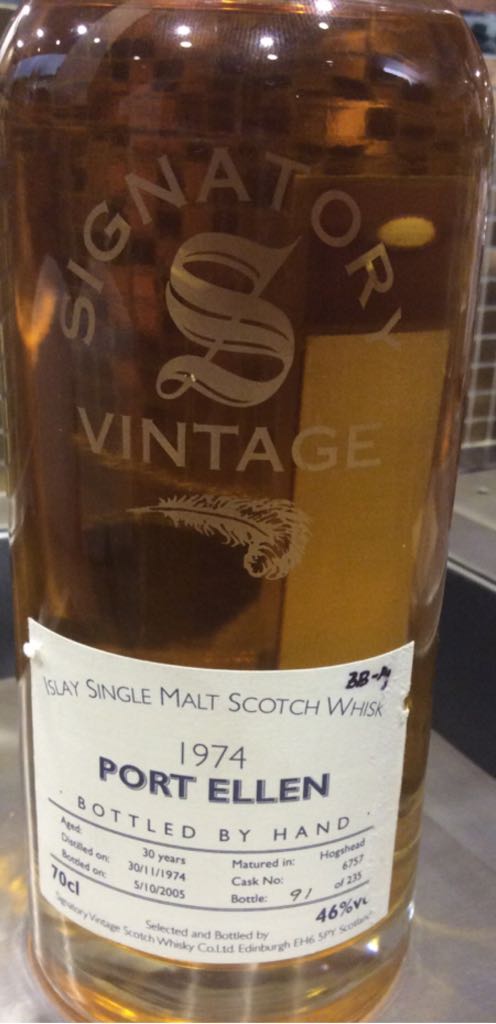 SIGNATORY
S
VINTAGE
ISLAY SINGLE MALT SCOTCH WHISK
1974
PORT ELLEN
BOTTLED BY HAND
Aged: 30 years
Distilled on: 30/11/1974
Bottled on: 5/10/2005
Matured in: Hogshead
Cask No: 6757
Bottle: 91 of 235
70cl
46%v
Selected and Bottled by
Signatory Vintage Scotch Whisky Co.Ltd. Edinburgh EH6 5PY Scotland